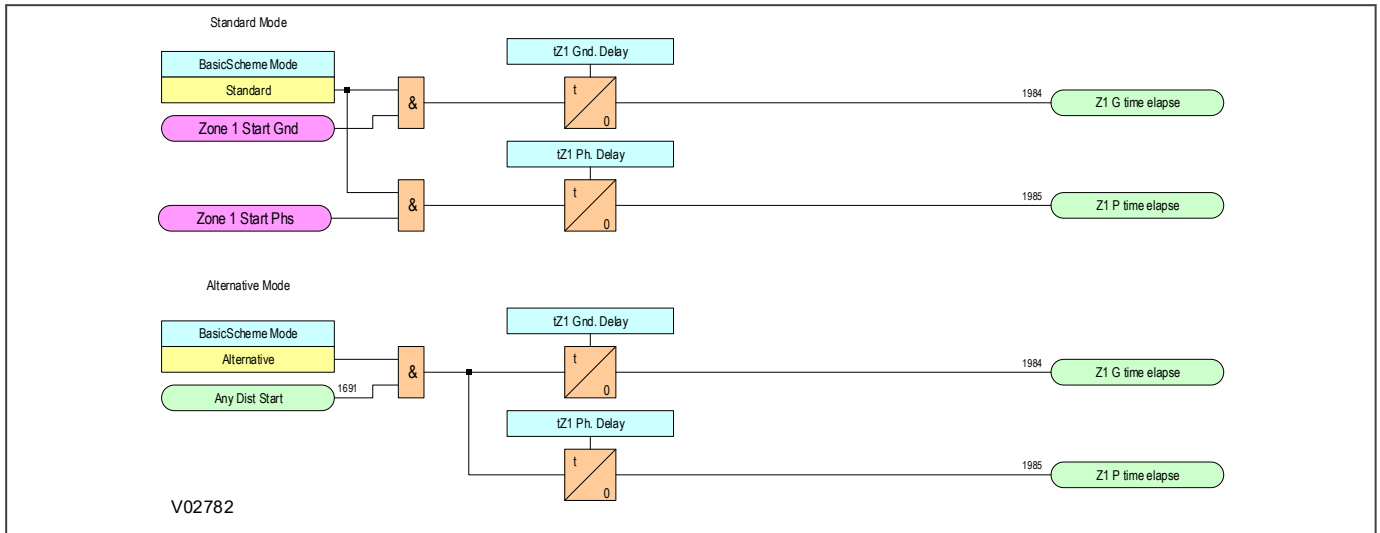 Standard Mode
BasicScheme Mode
Standard
Zone 1 Start Gnd
&
tZ1 Gnd. Delay
t
0
1984
Z1 G time elapse
Zone 1 Start Phs
&
tZ1 Ph. Delay
t
0
1985
Z1 P time elapse
Alternative Mode
BasicScheme Mode
Alternative
Any Dist Start
1691
&
tZ1 Gnd. Delay
t
0
1984
Z1 G time elapse
tZ1 Ph. Delay
t
0
1985
Z1 P time elapse
V02782